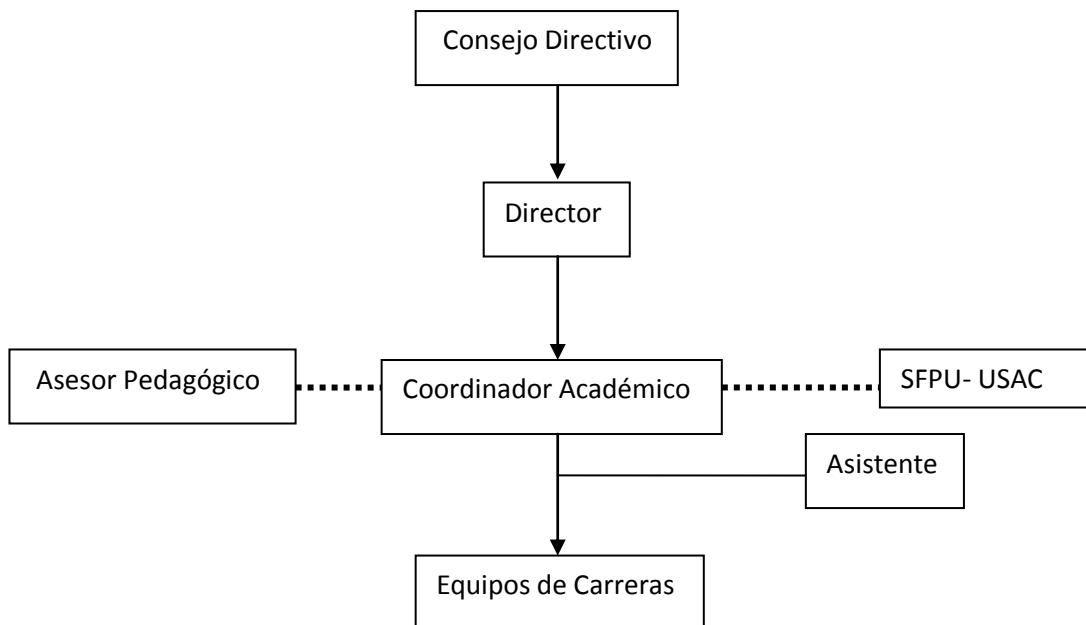 Consejo Directivo
Director
Asesor Pedagógico
Coordinador Académico
SFPU- USAC
Asistente
Equipos de Carreras